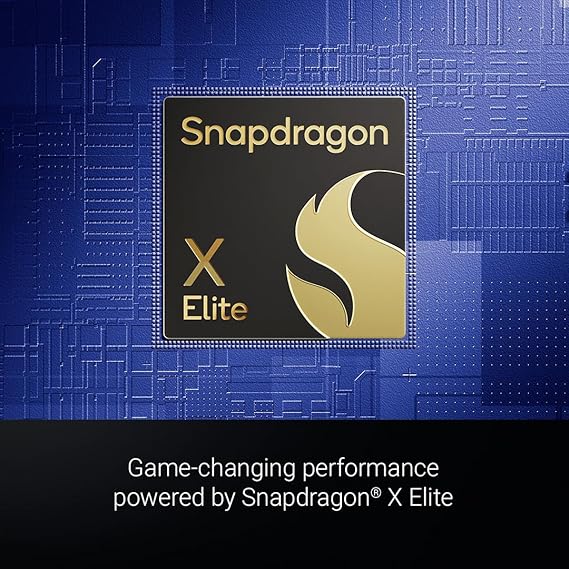 Snapdragon
X
Elite
Game-changing performance
powered by Snapdragon® X Elite